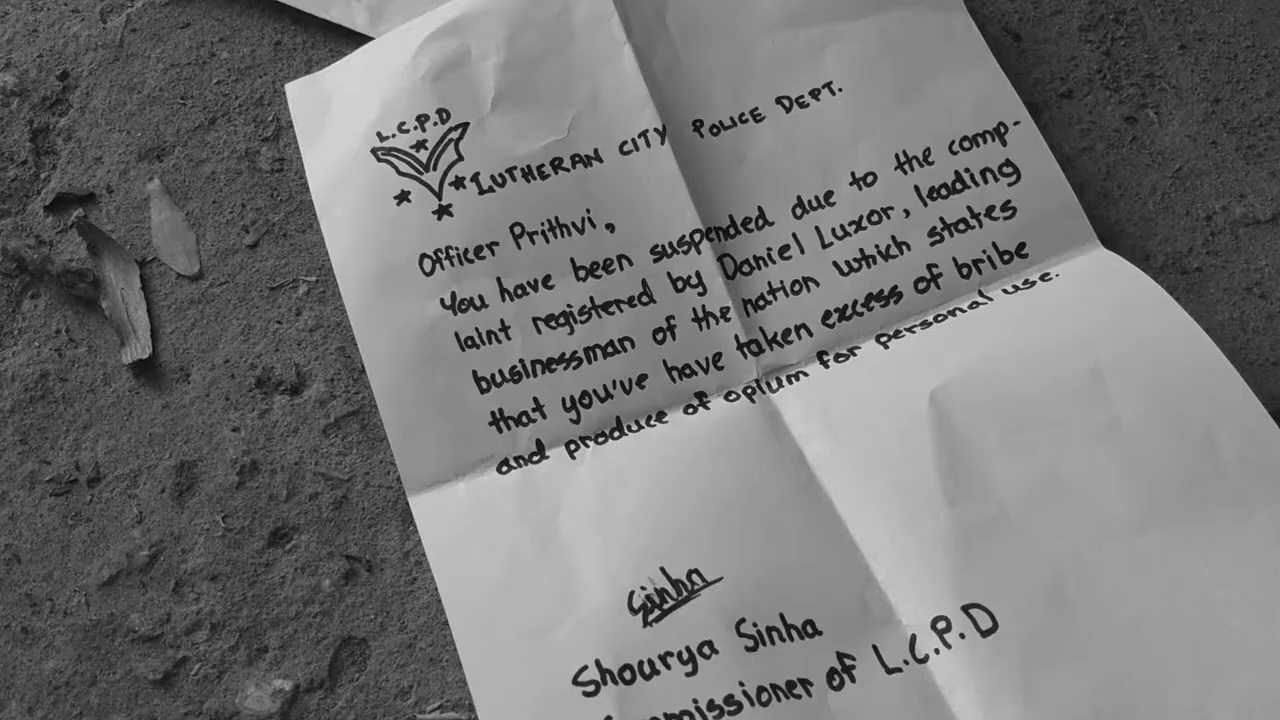 L.C.P.D
LUTHERAN CITY POLICE DEPT.
Officer Prithvi,
You have been suspended due to the comp-
laint registered by Daniel Luxor, leading
businessman of the nation which states
that you've have taken excess of bribe
and produce of opium for personal use.
Sinha
Shourya Sinha
Commissioner of L.C.P.D